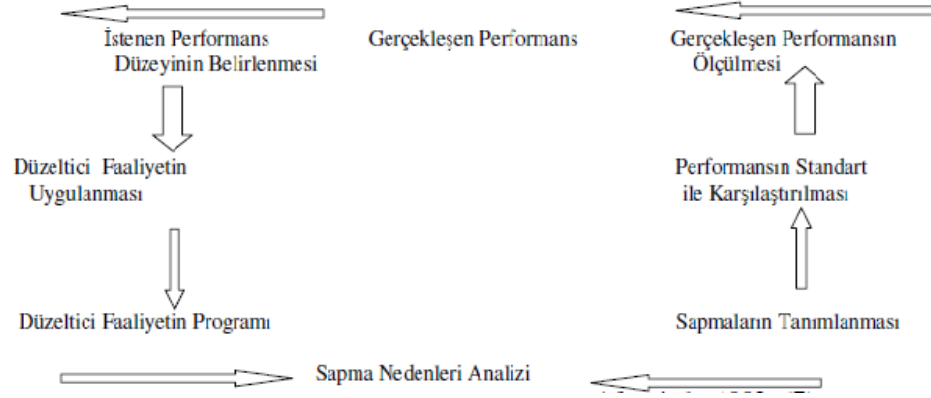 İstenen Performans
Düzeyinin Belirlenmesi
Gerçekleşen Performans
Gerçekleşen Performansın
Ölçülmesi
Düzeltici Faaliyetin
Uygulanması
Performansın Standart
ile Karşılaştırılması
Düzeltici Faaliyetin Programı
Sapmaların Tanımlanması
Sapma Nedenleri Analizi